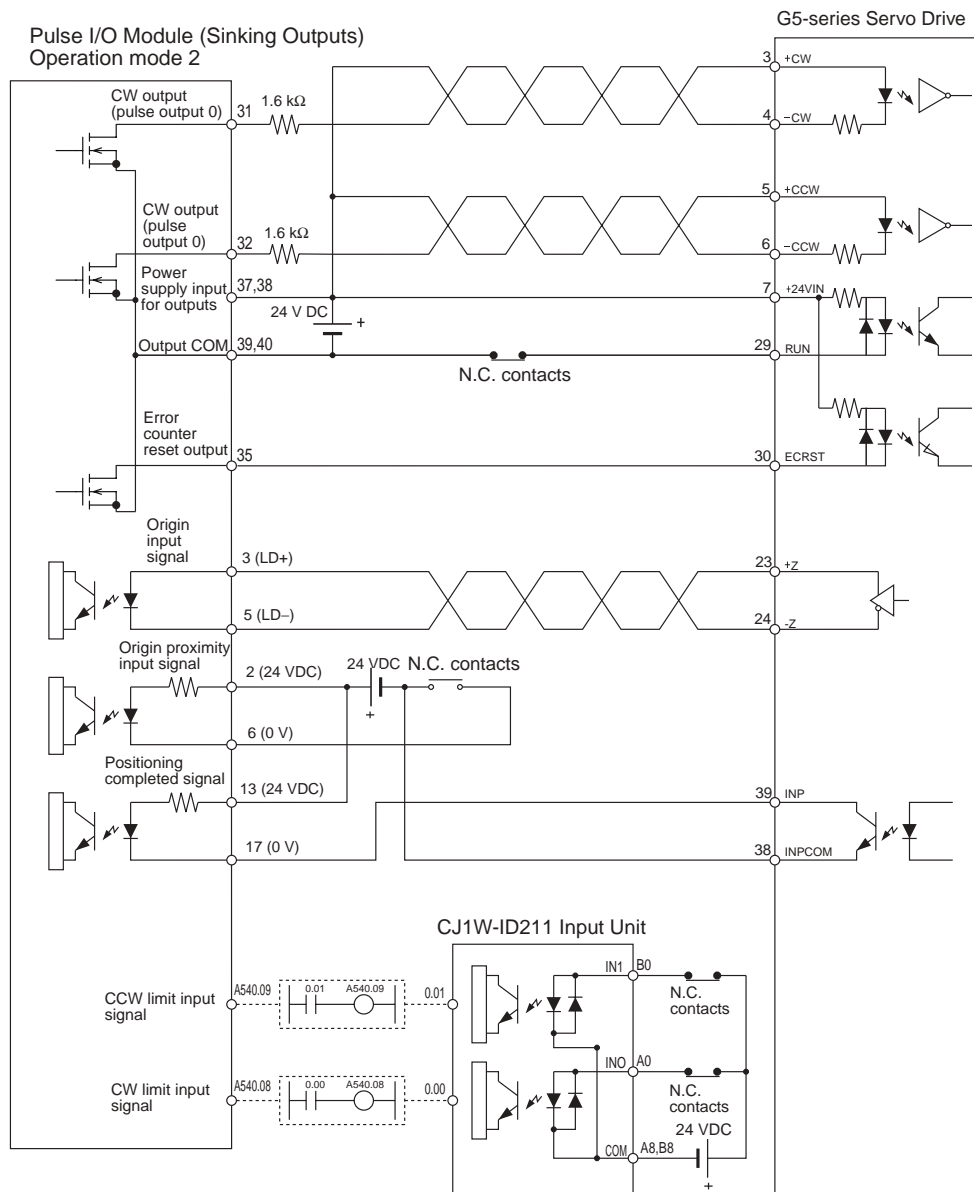 G5-series Servo Drive
Pulse I/O Module (Sinking Outputs)
Operation mode 2
3 +CW
CW output
(pulse output 0)
31
1.6 kΩ
4 −CW
5 +CCW
CW output
(pulse
output 0)
32
1.6 kΩ
6 −CCW
Power
supply input
for outputs
37,38
7 +24VIN
24 V DC
+
Output COM
39,40
29 RUN
N.C. contacts
Error
counter
reset output
35
30 ECRST
Origin
input
signal
3 (LD+)
23 +Z
5 (LD−)
24 -Z
Origin proximity
input signal
2 (24 VDC)
24 VDC
N.C. contacts
+
6 (0 V)
Positioning
completed signal
13 (24 VDC)
39 INP
17 (0 V)
38 INPCOM
CJ1W-ID211 Input Unit
IN1 B0
CCW limit input
signal
A540.09
0.01 A540.09
0.01
N.C.
contacts
INO A0
CW limit input
signal
A540.08
0.00 A540.08
0.00
N.C.
contacts
24 VDC
COM A8,B8
+